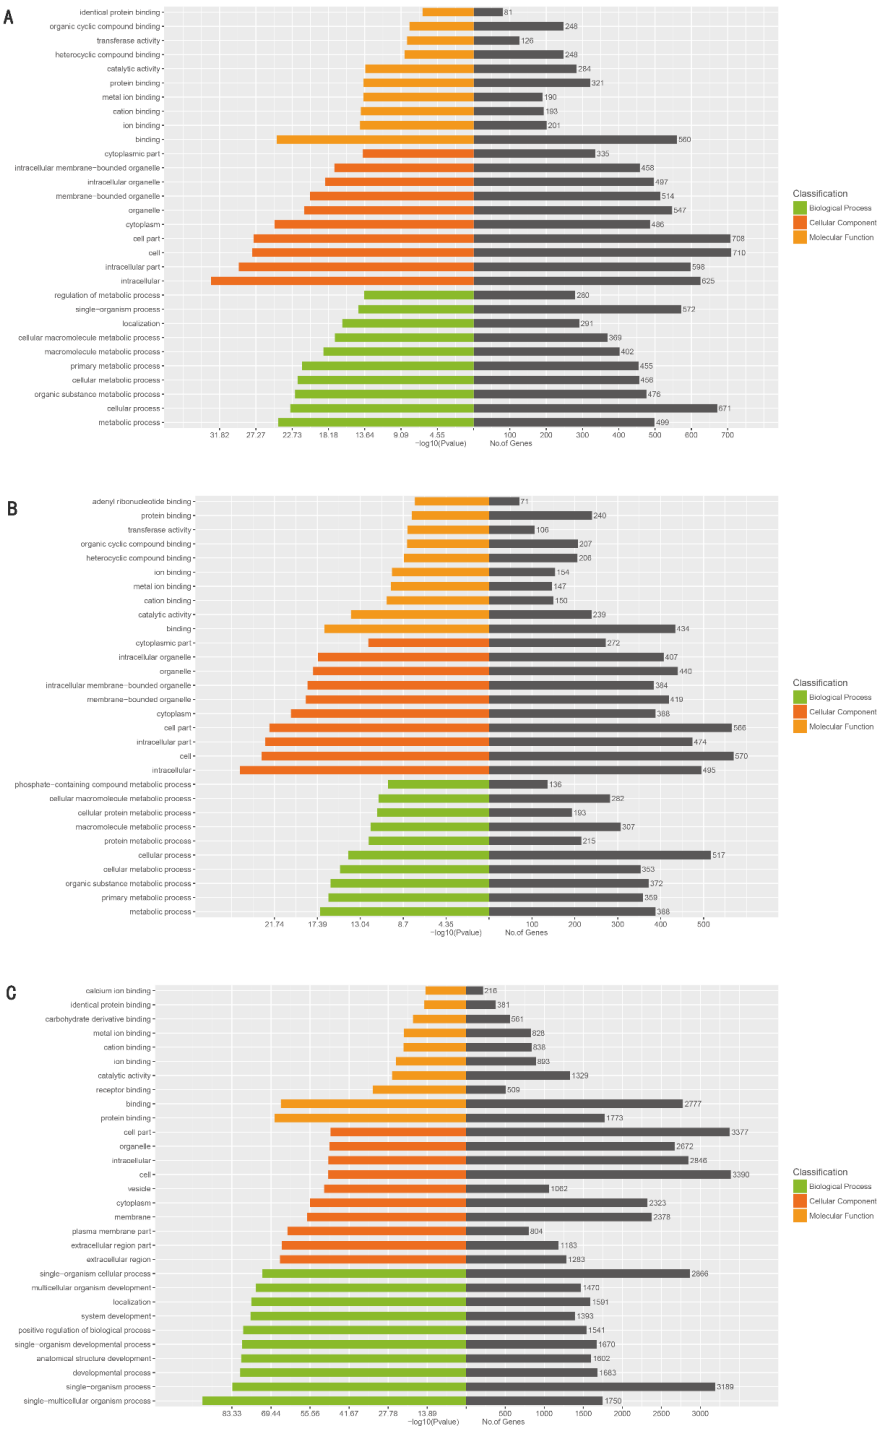 A
identical protein binding 81
organic cyclic compound binding 248
transferase activity 126
heterocyclic compound binding 248
catalytic activity 284
protein binding 321
metal ion binding 190
cation binding 193
ion binding 201
binding 560
cytoplasmic part 335
intracellular membrane-bounded organelle 458
intracellular organelle 497
membrane-bounded organelle 514
organelle 547
cytoplasm 486
cell part 708
cell 710
intracellular part 598
intracellular 625
regulation of metabolic process 280
single-organism process 572
localization 291
cellular macromolecule metabolic process 369
macromolecule metabolic process 402
primary metabolic process 455
cellular metabolic process 456
organic substance metabolic process 476
cellular process 671
metabolic process 499
31.82 27.27 22.73 18.18 13.64 9.09 4.55 100 200 300 400 500 600 700
-log10(Pvalue) No.of Genes
Classification
Biological Process
Cellular Component
Molecular Function
B
adenyl ribonucleotide binding 71
protein binding 240
transferase activity 106
organic cyclic compound binding 207
heterocyclic compound binding 206
ion binding 154
metal ion binding 147
cation binding 150
catalytic activity 239
binding 434
cytoplasmic part 272
intracellular organelle 407
organelle 440
intracellular membrane-bounded organelle 384
membrane-bounded organelle 419
cytoplasm 388
cell part 566
intracellular part 474
cell 570
intracellular 495
phosphate-containing compound metabolic process 136
cellular macromolecule metabolic process 282
cellular protein metabolic process 193
macromolecule metabolic process 307
protein metabolic process 215
cellular process 517
cellular metabolic process 353
organic substance metabolic process 372
primary metabolic process 359
metabolic process 388
21.74 17.39 13.04 8.7 4.35 100 200 300 400 500
-log10(Pvalue) No.of Genes
Classification
Biological Process
Cellular Component
Molecular Function
C
calcium ion binding 216
identical protein binding 381
carbohydrate derivative binding 561
metal ion binding 828
cation binding 838
ion binding 893
catalytic activity 1329
receptor binding 509
binding 2777
protein binding 1773
cell part 3377
organelle 2672
intracellular 2846
cell 3390
vesicle 1062
cytoplasm 2323
membrane 2378
plasma membrane part 804
extracellular region part 1183
extracellular region 1283
single-organism cellular process 2866
multicellular organism development 1470
localization 1591
system development 1393
positive regulation of biological process 1541
single-organism developmental process 1670
anatomical structure development 1602
developmental process 1683
single-organism process 3189
single-multicellular organism process 1750
83.33 69.44 55.56 41.67 27.78 13.89 500 1000 1500 2000 2500 3000
-log10(Pvalue) No.of Genes
Classification
Biological Process
Cellular Component
Molecular Function